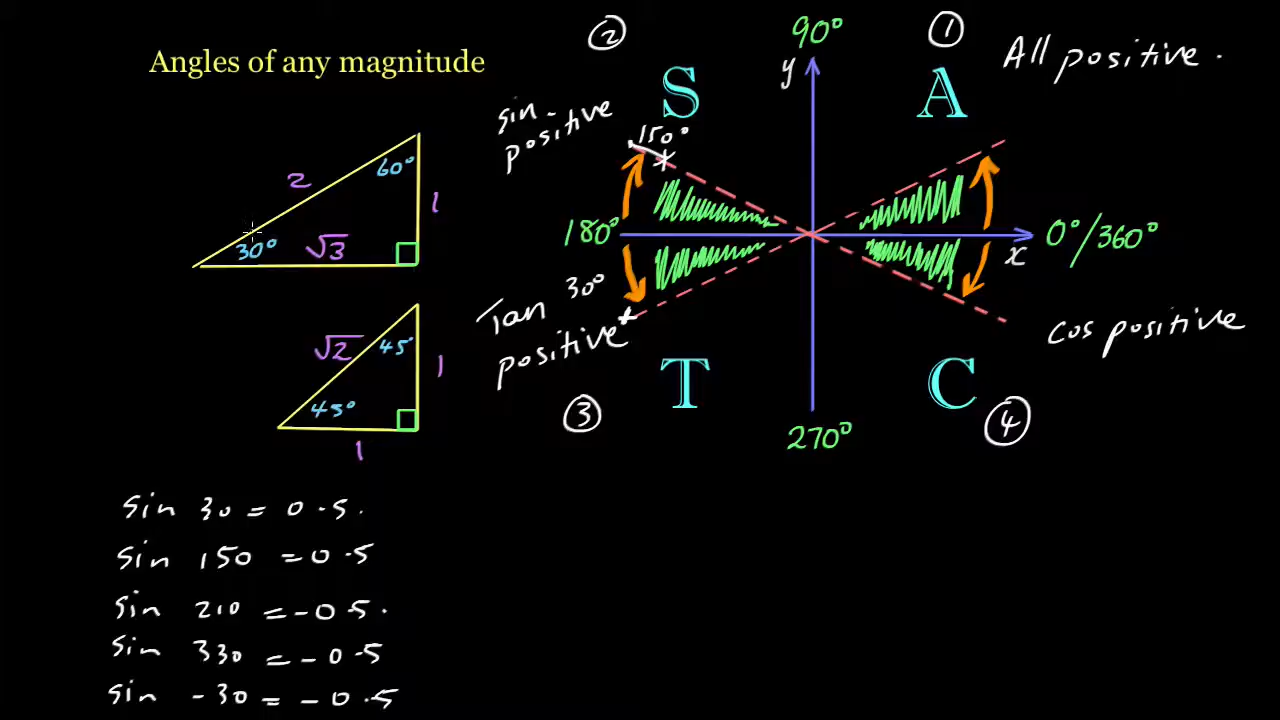 Angles of any magnitude
2
60°
1
30°
√3
√2
45
1
45°
1
sin 30 = 0.5.
sin 150 = 0.5
sin 210 = -0.5.
sin 330 = -0.5
sin -30 = -0.5
②
①
90°
y
S
A
All positive.
sin
positive
150°
180°
0°/360°
x
Tan 30°
positive
cos positive
T
C
③
④
270°